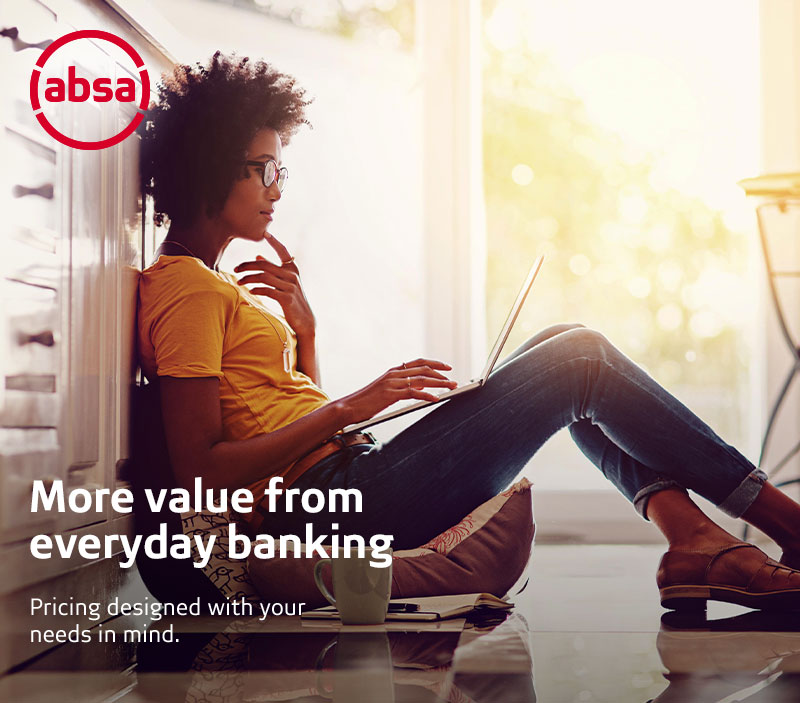 absa
More value from
everyday banking
Pricing designed with your
needs in mind.